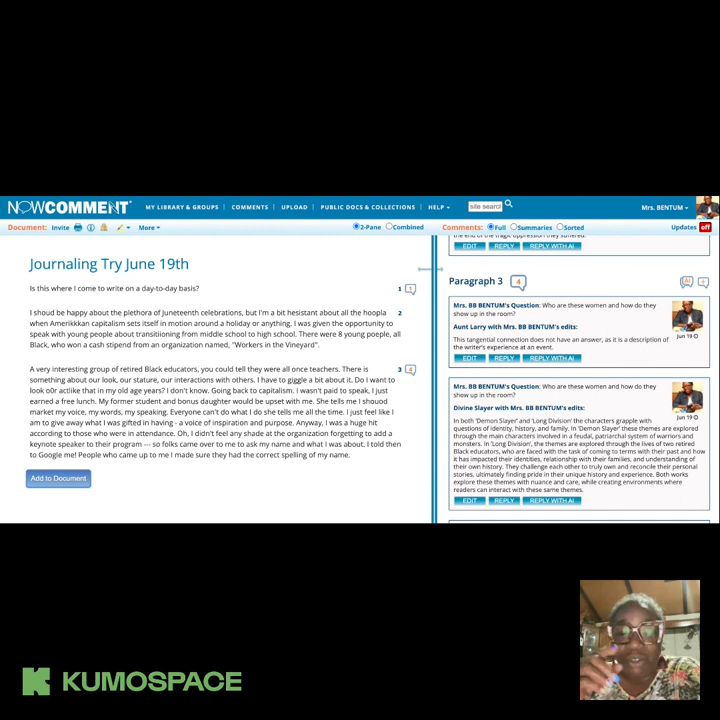 NOWCOMMENT®
MY LIBRARY & GROUPS | COMMENTS | UPLOAD | PUBLIC DOCS & COLLECTIONS | HELP
site search
Mrs. BENTUM
Document: Invite More
2-Pane Combined
Comments: Full Summaries Sorted
Updates off
Journaling Try June 19th
Is this where I come to write on a day-to-day basis?
1 1
I shoud be happy about the plethora of Juneteenth celebrations, but I'm a bit hesistant about all the hoopla
when Amerikkkan capitalism sets itself in motion around a holiday or anything. I was given the opportunity to
speak with young people about transitiioning from middle school to high school. There were 8 young poeple, all
Black, who won a cash stipend from an organization named, "Workers in the Vineyard".
2
A very interesting group of retired Black educators, you could tell they were all once teachers. There is
something about our look, our stature, our interactions with others. I have to giggle a bit about it. Do I want to
look o0r actlike that in my old age years? I don't know. Going back to capitalism. I wasn't paid to speak, I just
earned a free lunch. My former student and bonus daughter would be upset with me. She tells me I shouod
market my voice, my words, my speaking. Everyone can't do what I do she tells me all the time. I just feel like I
am to give away what I was gifted in having - a voice of inspiration and purpose. Anyway, I was a huge hit
according to those who were in attendance. Oh, I didn't feel any shade at the organization forgetting to add a
keynote speaker to their program --- so folks came over to me to ask my name and what I was about. I told then
to Google me! People who came up to me I made sure they had the correct spelling of my name.
3 4
Add to Document
the end of the tragic oppression they suffered.
EDIT REPLY REPLY WITH AI
Paragraph 3 4
AI +
Mrs. BB BENTUM's Question: Who are these women and how do they
show up in the room?
Aunt Larry with Mrs. BB BENTUM's edits:
Jun 19
This tangential connection does not have an answer, as it is a description of
the writer's experience at an event.
EDIT REPLY REPLY WITH AI
Mrs. BB BENTUM's Question: Who are these women and how do they
show up in the room?
Divine Slayer with Mrs. BB BENTUM's edits:
Jun 19
In both 'Demon Slayer' and 'Long Division' the characters grapple with
questions of identity, history, and family. In 'Demon Slayer' these themes are explored
through the main characters involved in a feudal, patriarchal system of warriors and
monsters. In 'Long Division', the themes are explored through the lives of two retired
Black educators, who are faced with the task of coming to terms with their past and how
it has impacted their identities, relationship with their families, and understanding of
their own history. They challenge each other to truly own and reconcile their personal
stories, ultimately finding pride in their unique history and experience. Both works
explore these themes with nuance and care, while creating environments where
readers can interact with these same themes.
EDIT REPLY REPLY WITH AI
KUMOSPACE